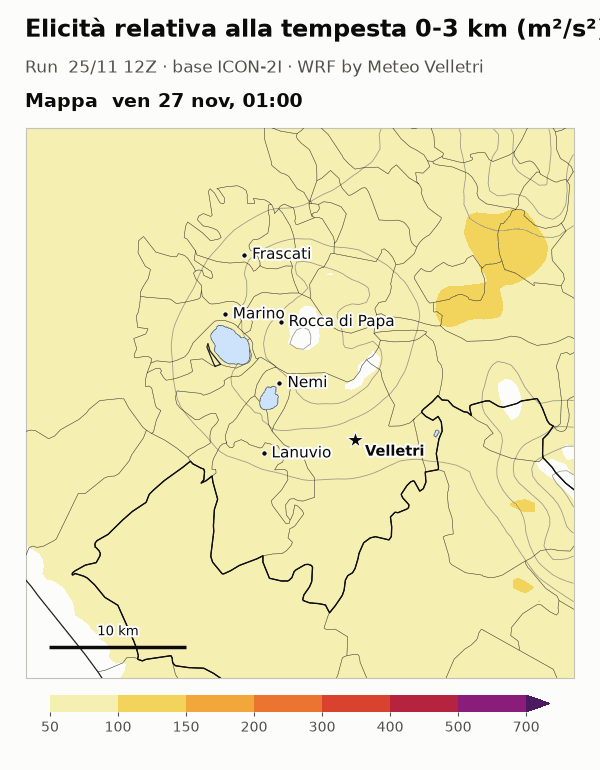 Elicità relativa alla tempesta 0-3 km (m²/s²)
Run 25/11 12Z · base ICON-2I · WRF by Meteo Velletri
Mappa ven 27 nov, 01:00
Frascati
Marino
Rocca di Papa
Nemi
Velletri
Lanuvio
10 km
50 100 150 200 300 400 500 700